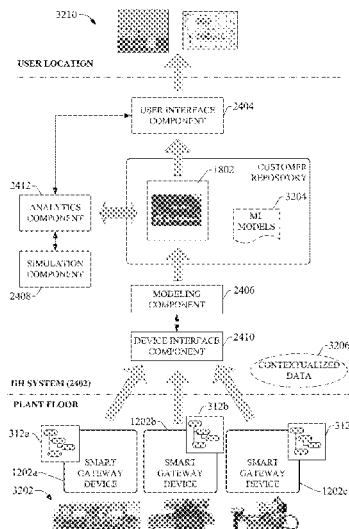 3210
USER LOCATION
USER INTERFACE
COMPONENT
2404
CUSTOMER
REPOSITORY
1802
2412
ANALYTICS
COMPONENT
3204
MODELS
SIMULATION
COMPONENT
2408
MODELING
COMPONENT
2406
DEVICE INTERFACE
COMPONENT
2410
3206
CONTEXTUALIZED
DATA
SYSTEM (2402)
PLANT FLOOR
312a
1202b
312b
312
SMART
GATEWAY
DEVICE
SMART
GATEWAY
DEVICE
SMART
GATEWAY
DEVICE
1202a
1202c
3202